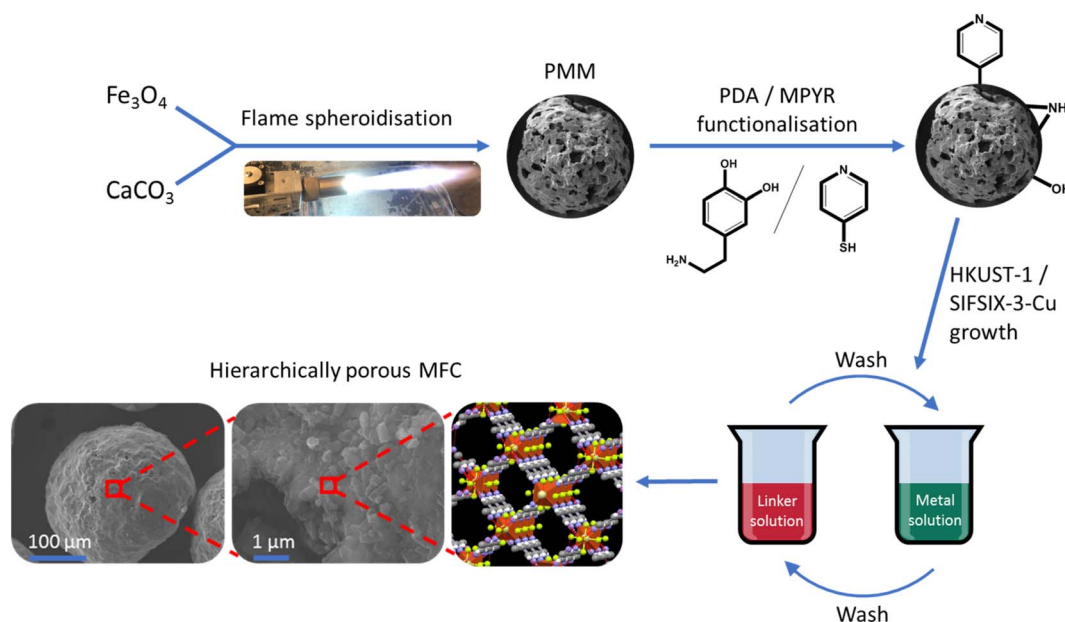 Fe₃O₄
CaCO₃
Flame spheroidisation
PMM
PDA / MPYR
functionalisation
OH
OH
H₂N
N
SH
N
NH
OH
HKUST-1 /
SIFSIX-3-Cu
growth
Wash
Linker
solution
Metal
solution
Wash
Hierarchically porous MFC
100 µm
1 µm